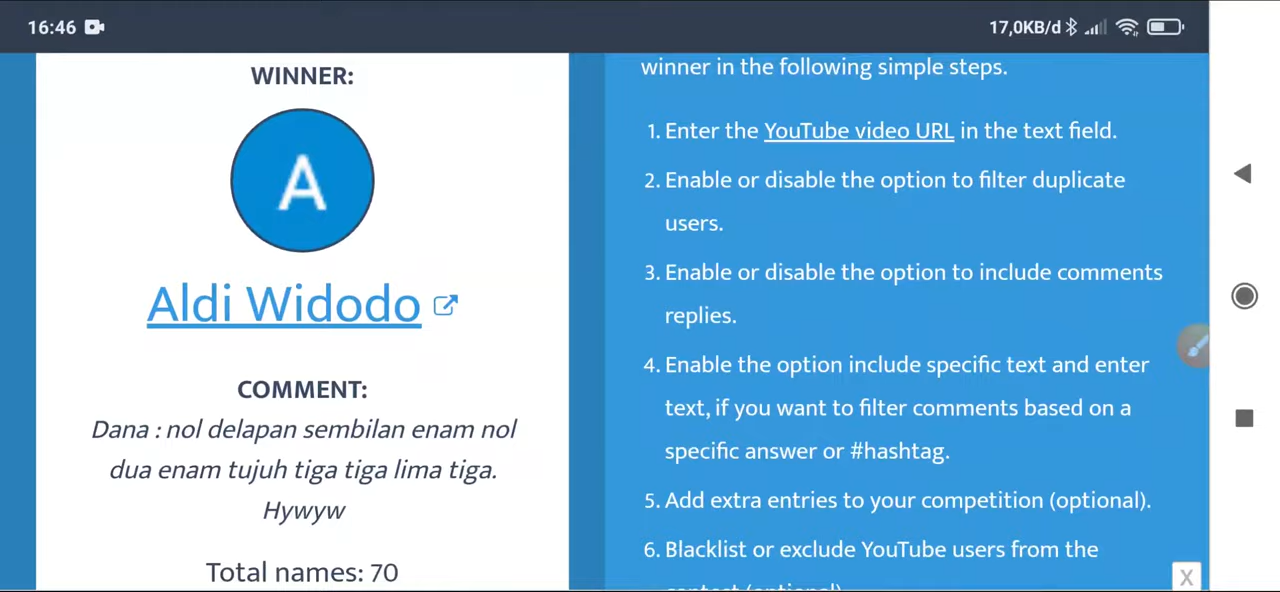 16:46
17,0KB/d
WINNER:
A
Aldi Widodo
COMMENT:
Dana : nol delapan sembilan enam nol
dua enam tujuh tiga tiga lima tiga.
Hywyw
Total names: 70
winner in the following simple steps.
1. Enter the YouTube video URL in the text field.
2. Enable or disable the option to filter duplicate
users.
3. Enable or disable the option to include comments
replies.
4. Enable the option include specific text and enter
text, if you want to filter comments based on a
specific answer or #hashtag.
5. Add extra entries to your competition (optional).
6. Blacklist or exclude YouTube users from the
contest (optional)
X